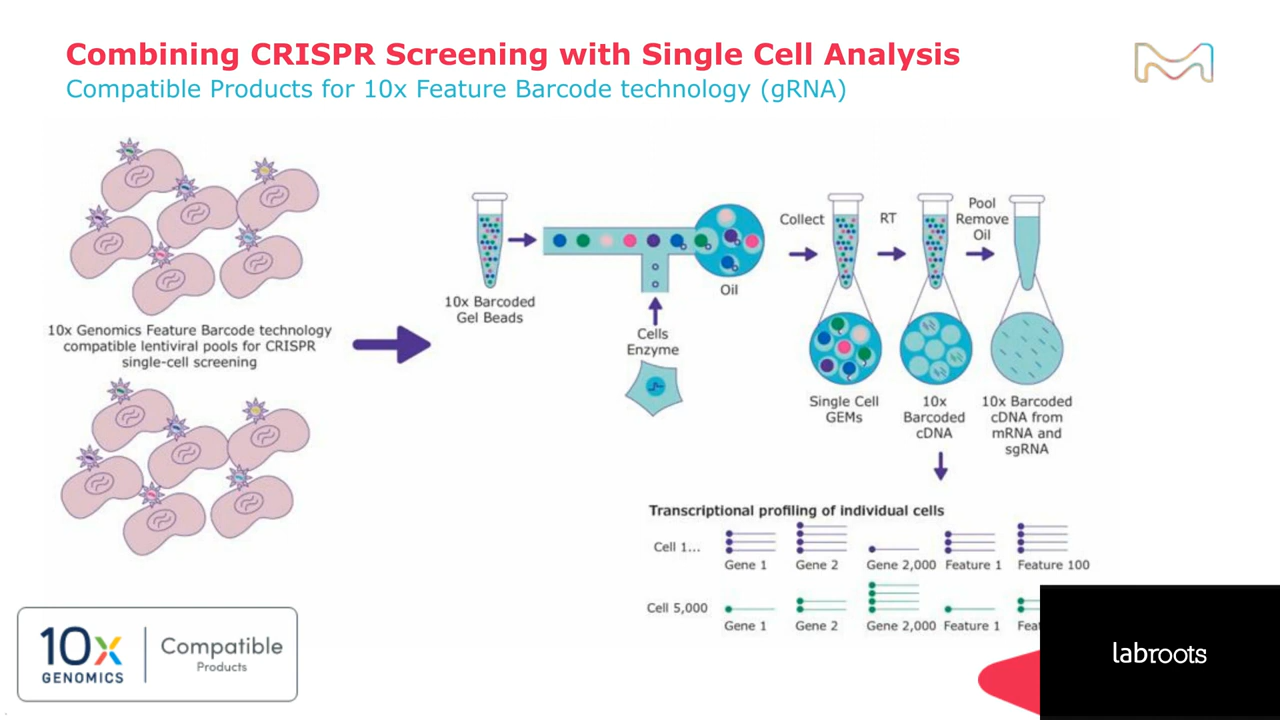 Combining CRISPR Screening with Single Cell Analysis
Compatible Products for 10x Feature Barcode technology (gRNA)
10x Genomics Feature Barcode technology
compatible lentiviral pools for CRISPR
single-cell screening
10x Barcoded
Gel Beads
Cells
Enzyme
Oil
Collect
RT
Pool
Remove
Oil
Single Cell
GEMs
10x
Barcoded
cDNA
10x Barcoded
cDNA from
mRNA and
sgRNA
Transcriptional profiling of individual cells
Cell 1...
Gene 1
Gene 2
Gene 2,000
Feature 1
Feature 100
Cell 5,000
Gene 1
Gene 2
Gene 2,000
Feature 1
10x
GENOMICS
Compatible
Products
labroots